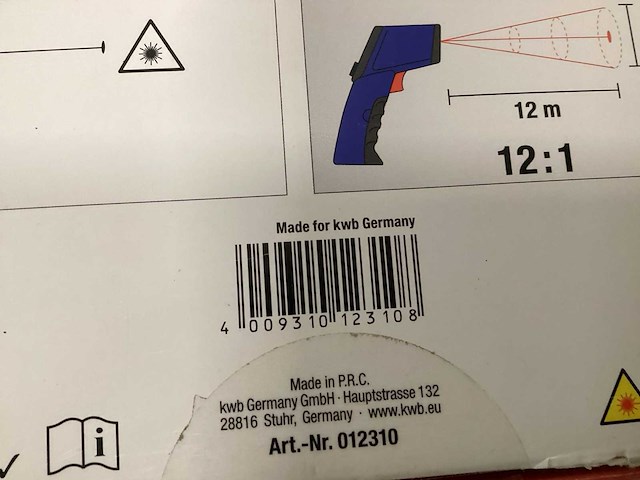 12 m
12:1
Made for kwb Germany
4 009310 123108
Made in P.R.C.
kwb Germany GmbH · Hauptstrasse 132
28816 Stuhr, Germany · www.kwb.eu
Art.-Nr. 012310
i